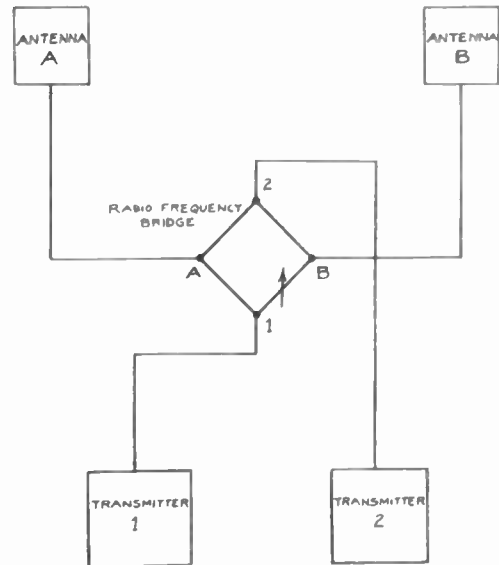 ANTENNA
A
ANTENNA
B
2
RADIO FREQUENCY
BRIDGE
A
B
1
TRANSMITTER
1
TRANSMITTER
2